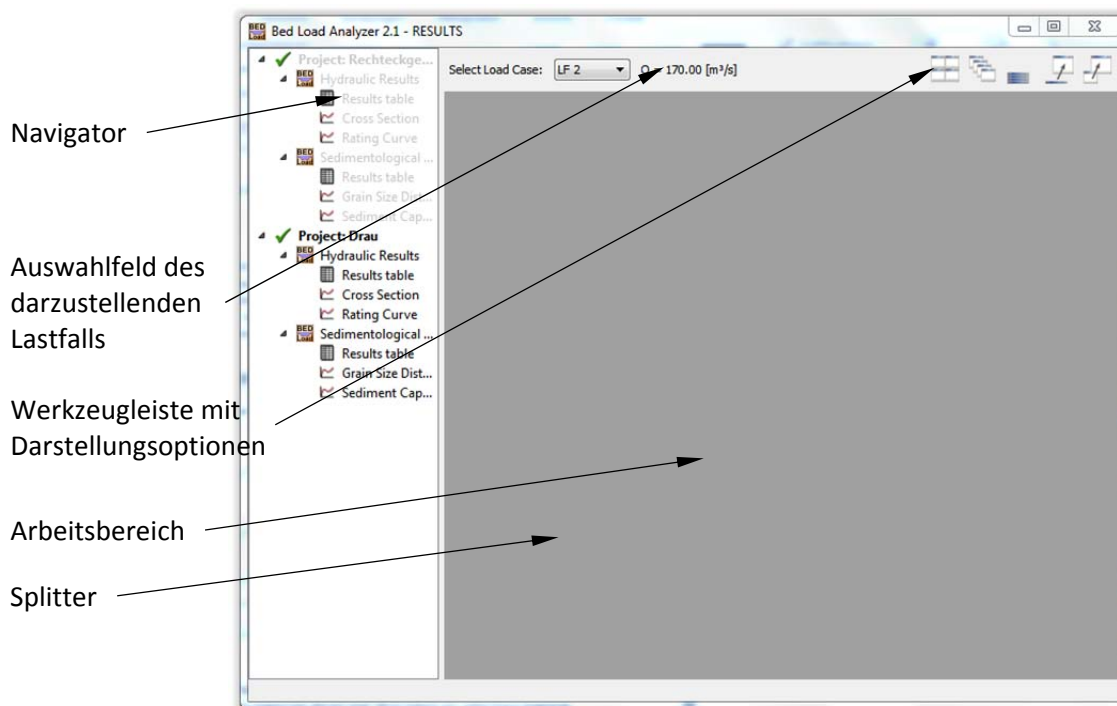 Bed Load Analyzer 2.1 - RESULTS
Project: Rechteckge...
Hydraulic Results
Results table
Cross Section
Rating Curve
Sedimentological ...
Results table
Grain Size Dist...
Sediment Cap...
Project: Drau
Hydraulic Results
Results table
Cross Section
Rating Curve
Sedimentological ...
Results table
Grain Size Dist...
Sediment Cap...
Select Load Case: LF 2 Q = 170.00 [m³/s]
Navigator
Auswahlfeld des
darzustellenden
Lastfalls
Werkzeugleiste mit
Darstellungsoptionen
Arbeitsbereich
Splitter